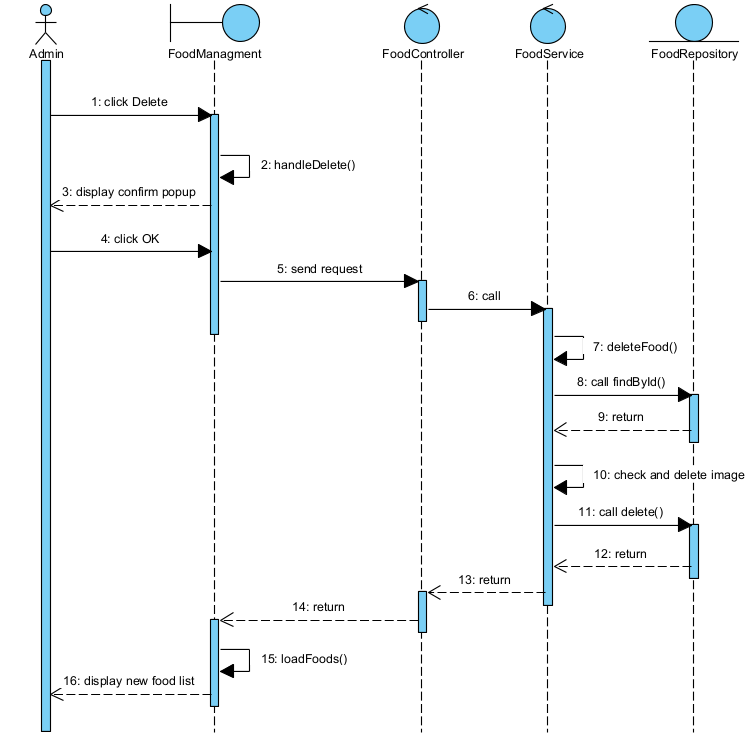 Admin
FoodManagment
FoodController
FoodService
FoodRepository
1: click Delete
2: handleDelete()
3: display confirm popup
4: click OK
5: send request
6: call
7: deleteFood()
8: call findById()
9: return
10: check and delete image
11: call delete()
12: return
13: return
14: return
15: loadFoods()
16: display new food list